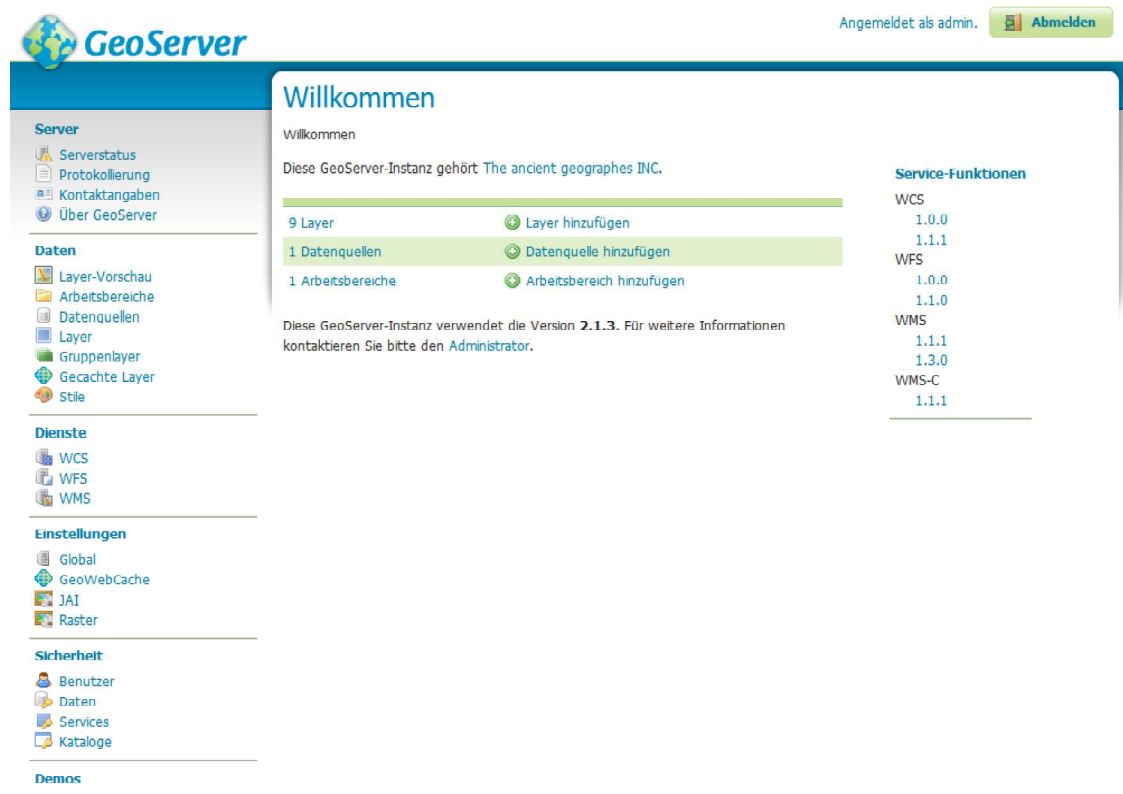 GeoServer
Angemeldet als admin.
Abmelden
Server
Serverstatus
Protokollierung
Kontaktangaben
Über GeoServer
Daten
Layer-Vorschau
Arbeitsbereiche
Datenquellen
Layer
Gruppenlayer
Gecachte Layer
Stile
Dienste
WCS
WFS
WMS
Einstellungen
Global
GeoWebCache
JAI
Raster
Sicherheit
Benutzer
Daten
Services
Kataloge
Demos
Willkommen
Willkommen
Diese GeoServer-Instanz gehört The ancient geographes INC.
9 Layer Layer hinzufügen
1 Datenquellen Datenquelle hinzufügen
1 Arbeitsbereiche Arbeitsbereich hinzufügen
Diese GeoServer-Instanz verwendet die Version 2.1.3. Für weitere Informationen
kontaktieren Sie bitte den Administrator.
Service-Funktionen
WCS
1.0.0
1.1.1
WFS
1.0.0
1.1.0
WMS
1.1.1
1.3.0
WMS-C
1.1.1